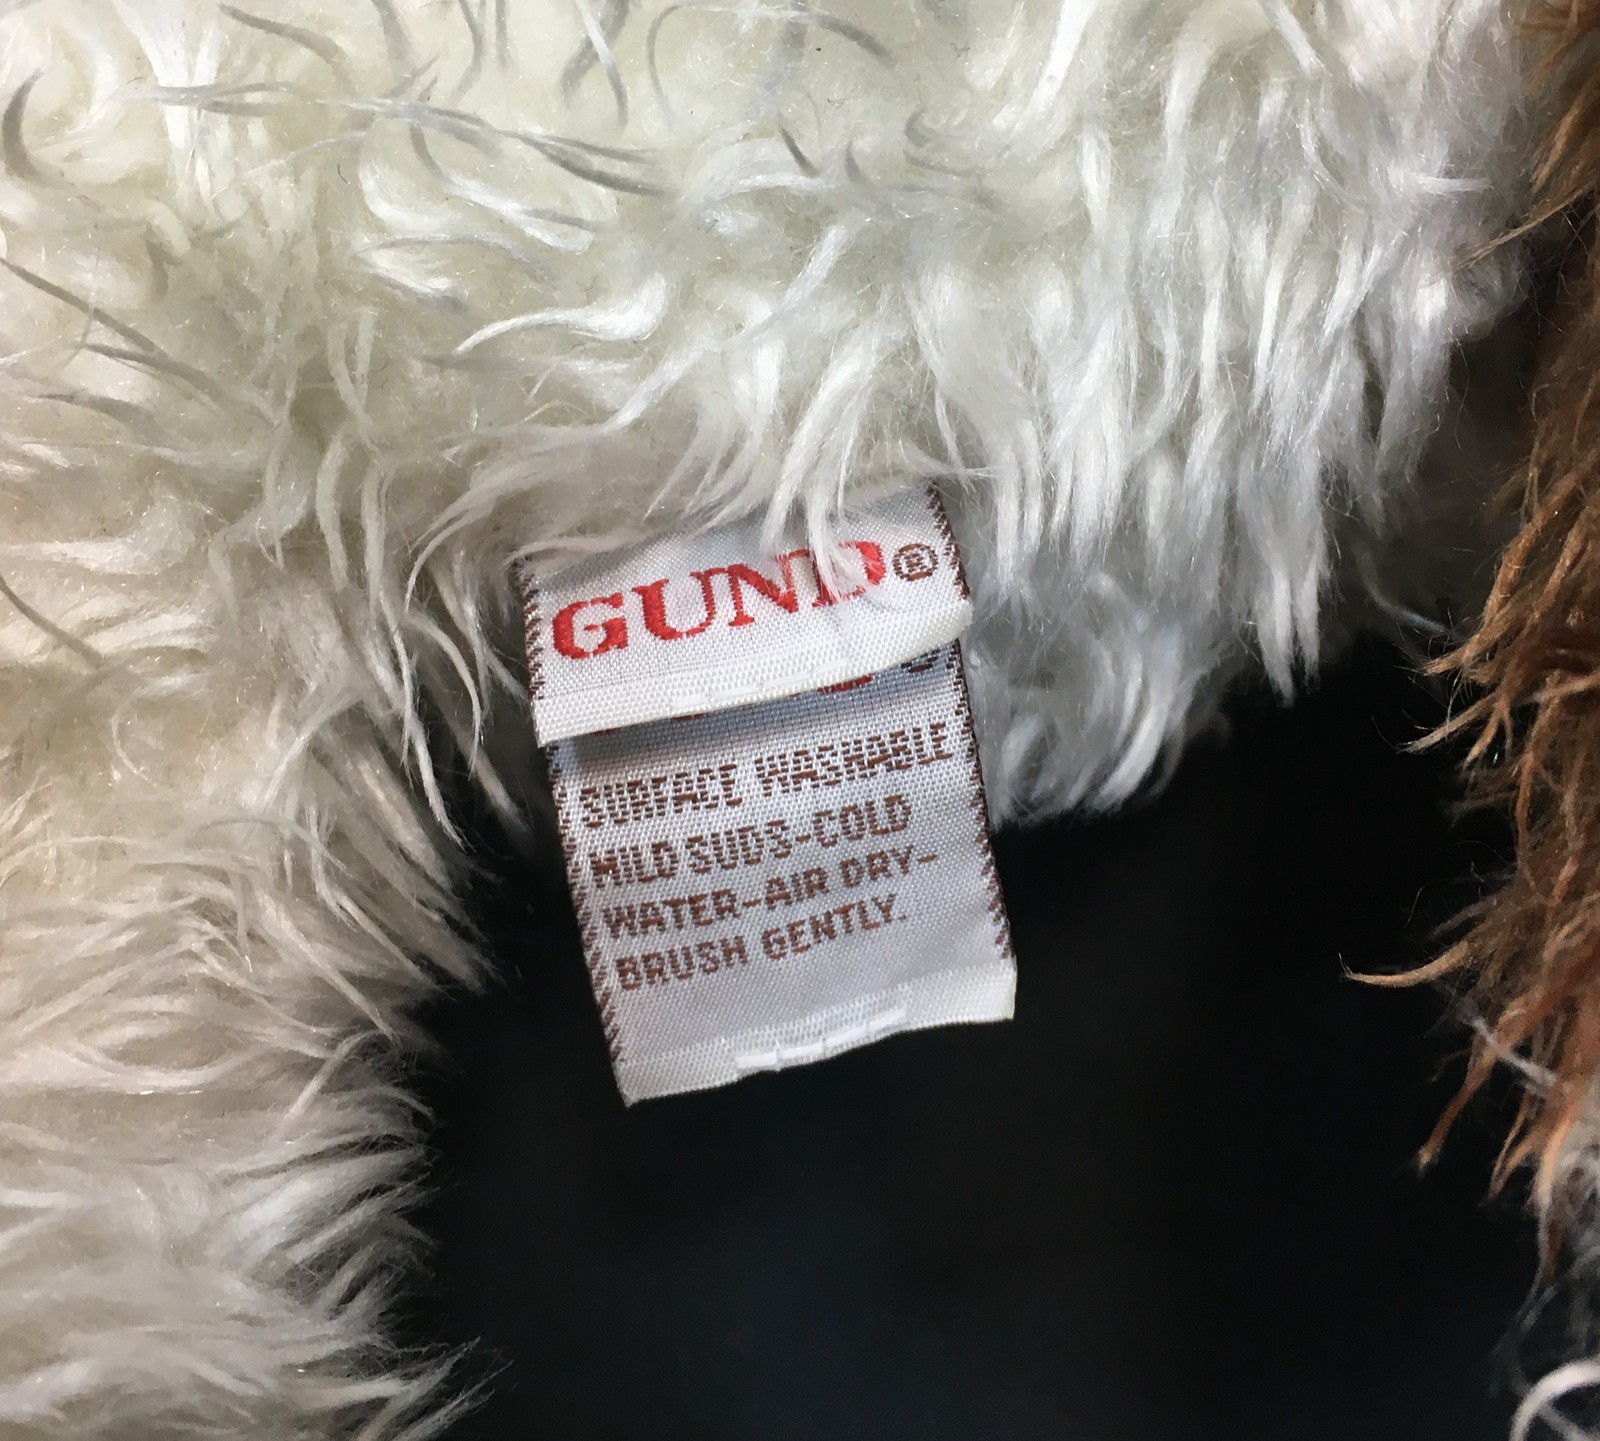 GUND®
SURFACE WASHABLE
MILD SUDS-COLD
WATER-AIR DRY-
BRUSH GENTLY.